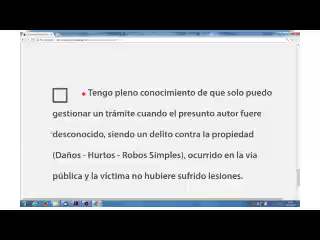 * Tengo pleno conocimiento de que solo puedo
gestionar un trámite cuando el presunto autor fuere
desconocido, siendo un delito contra la propiedad
(Daños - Hurtos - Robos Simples), ocurrido en la via
pública y la víctima no hubiere sufrido lesiones.